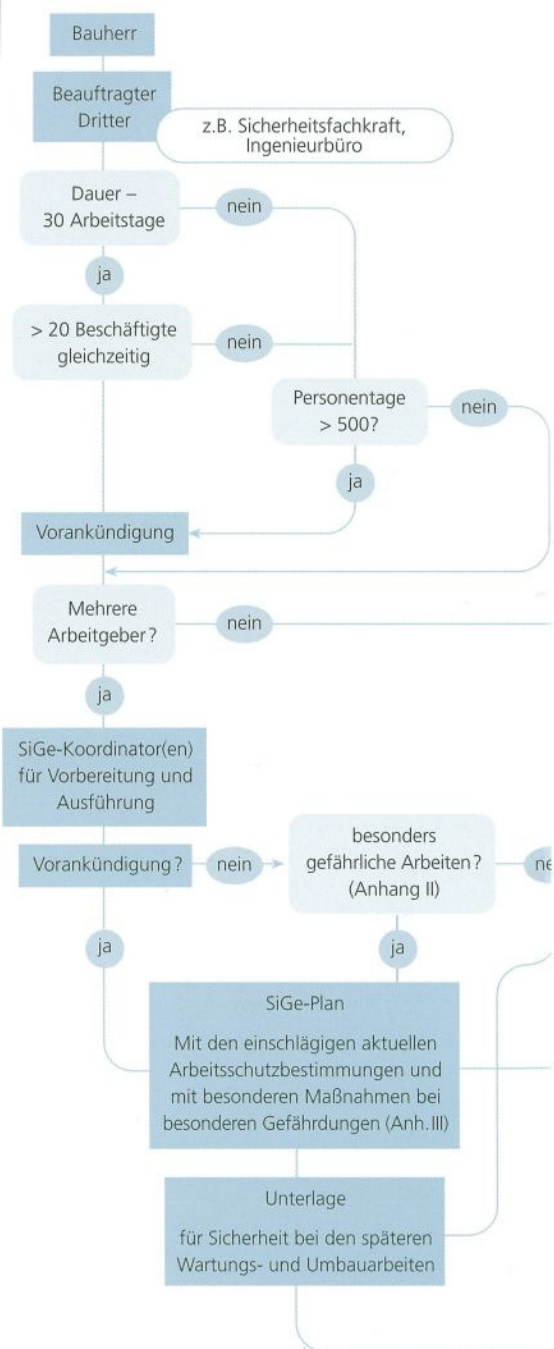 Bauherr
Beauftragter
Dritter
z.B. Sicherheitsfachkraft,
Ingenieurbüro
Dauer –
30 Arbeitstage
nein
ja
> 20 Beschäftigte
gleichzeitig
nein
Personentage
> 500?
nein
ja
Vorankündigung
Mehrere
Arbeitgeber?
nein
ja
SiGe-Koordinator(en)
für Vorbereitung und
Ausführung
Vorankündigung?
nein
besonders
gefährliche Arbeiten?
(Anhang II)
ne
ja
ja
SiGe-Plan
Mit den einschlägigen aktuellen
Arbeitsschutzbestimmungen und
mit besonderen Maßnahmen bei
besonderen Gefährdungen (Anh.III)
Unterlage
für Sicherheit bei den späteren
Wartungs- und Umbauarbeiten